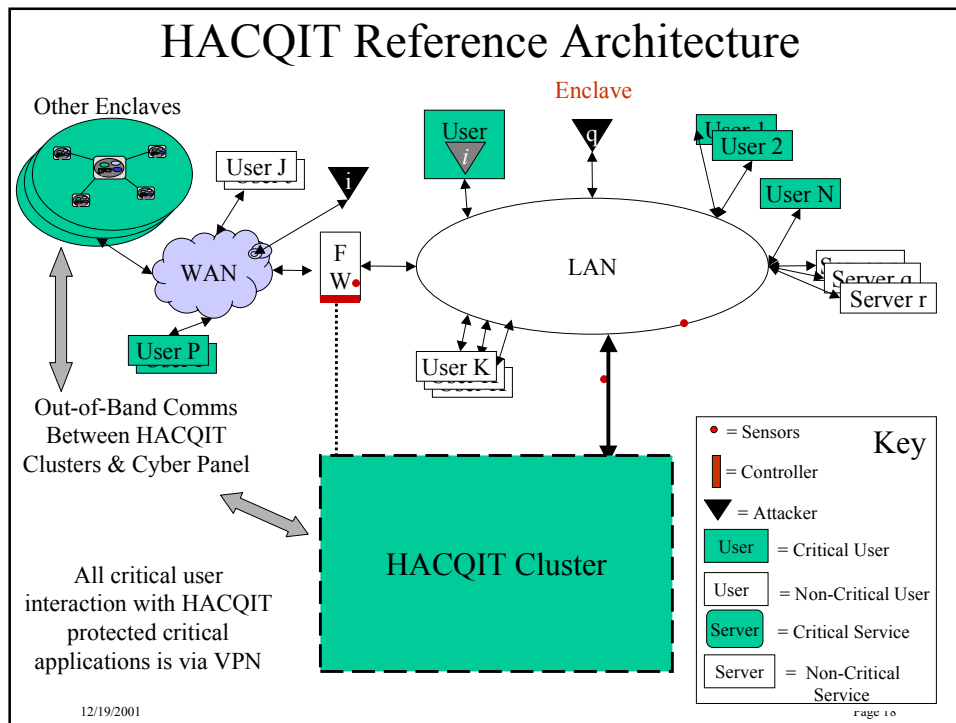 HACQIT Reference Architecture
Enclave
Other Enclaves
User J
i
User
i
q
User 1
User 2
User N
WAN
F
W
LAN
Server q
Server r
User P
User K
Out-of-Band Comms
Between HACQIT
Clusters & Cyber Panel
HACQIT Cluster
All critical user
interaction with HACQIT
protected critical
applications is via VPN
Key
= Sensors
= Controller
= Attacker
User = Critical User
User = Non-Critical User
Server = Critical Service
Server = Non-Critical
Service
12/19/2001
Page 18